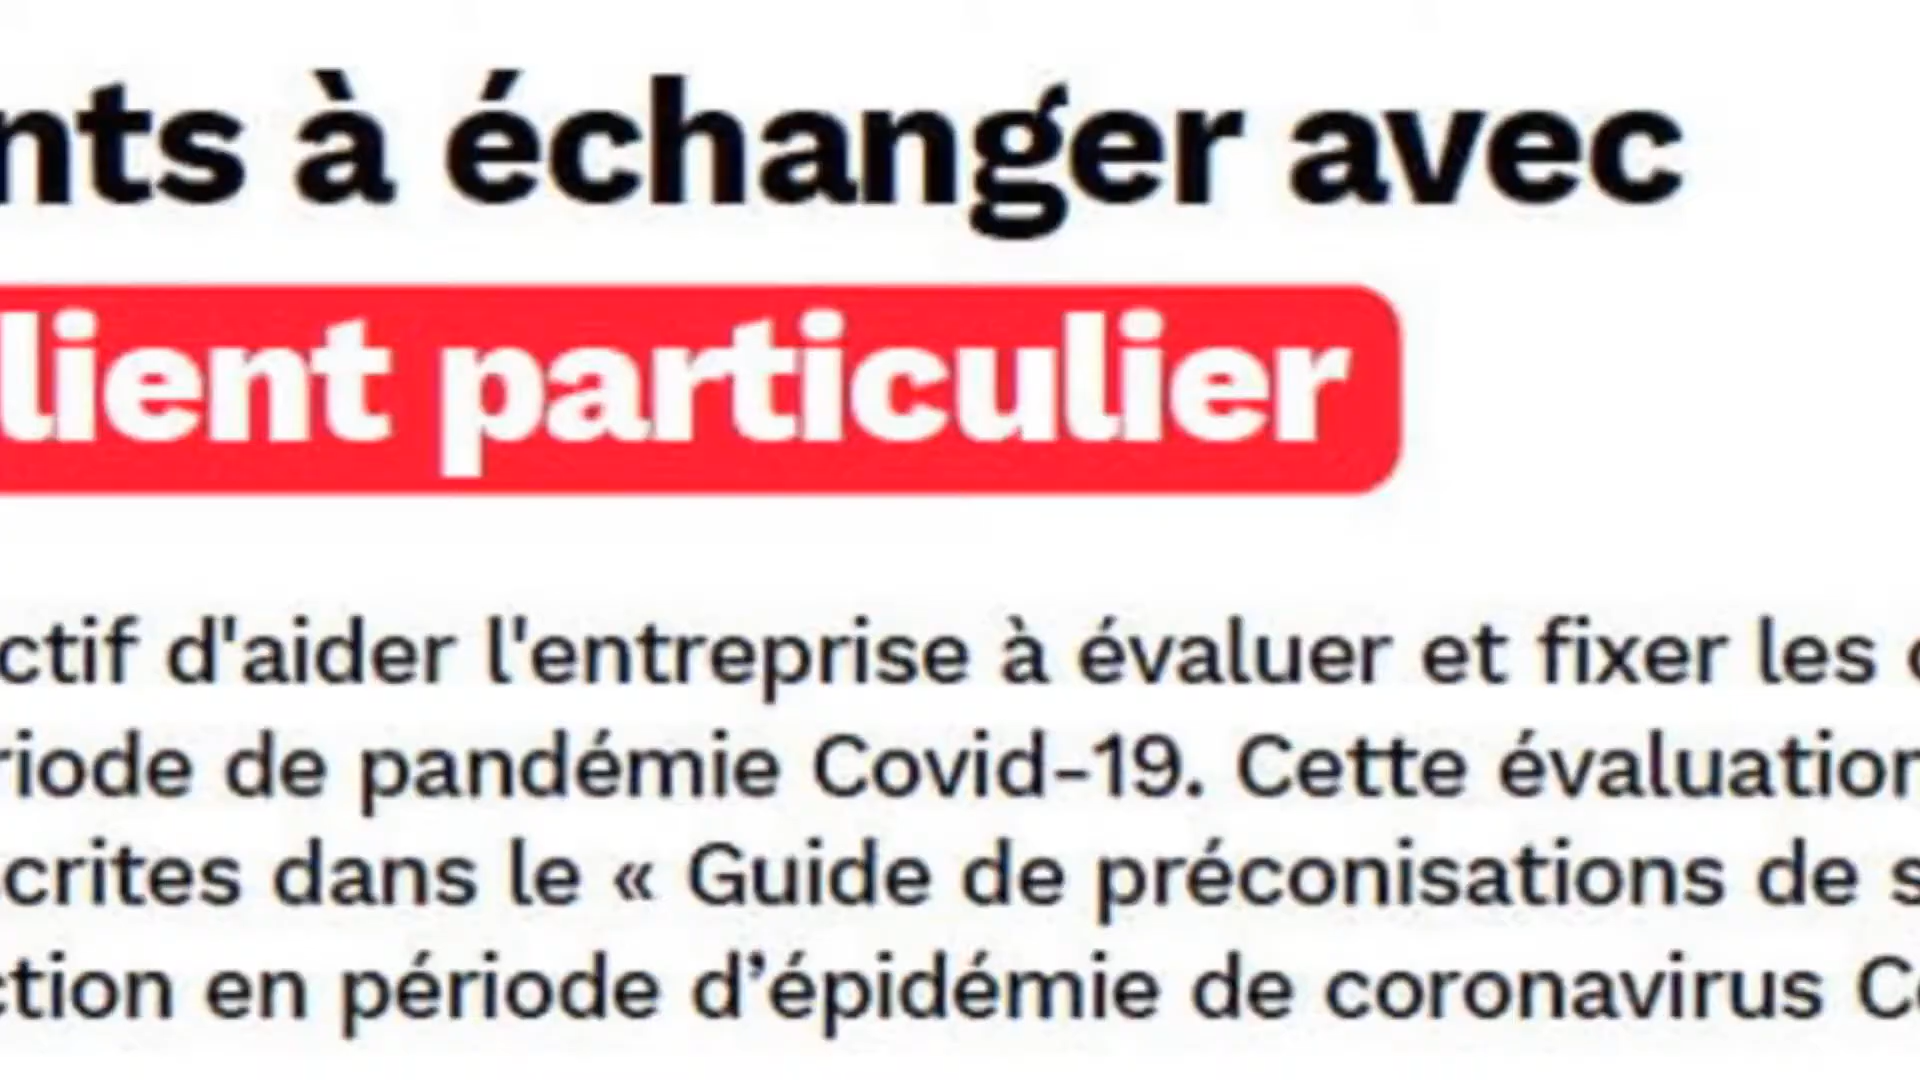 nts à échanger avec
lient particulier
ctif d'aider l'entreprise à évaluer et fixer les
riode de pandémie Covid-19. Cette évaluation
crites dans le « Guide de préconisations de s
ction en période d’épidémie de coronavirus Co